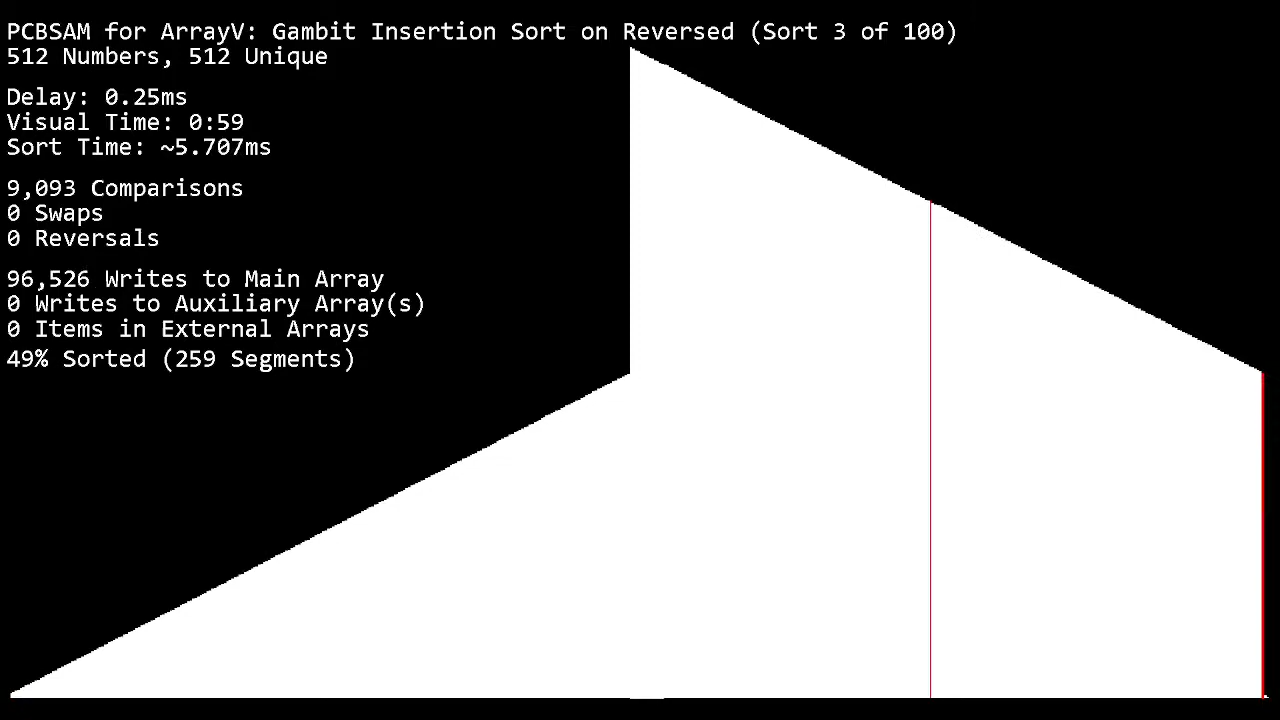 PCBSAM for ArrayV: Gambit Insertion Sort on Reversed (Sort 3 of 100)
512 Numbers, 512 Unique
Delay: 0.25ms
Visual Time: 0:59
Sort Time: ~5.707ms
9,093 Comparisons
0 Swaps
0 Reversals
96,526 Writes to Main Array
0 Writes to Auxiliary Array(s)
0 Items in External Arrays
49% Sorted (259 Segments)